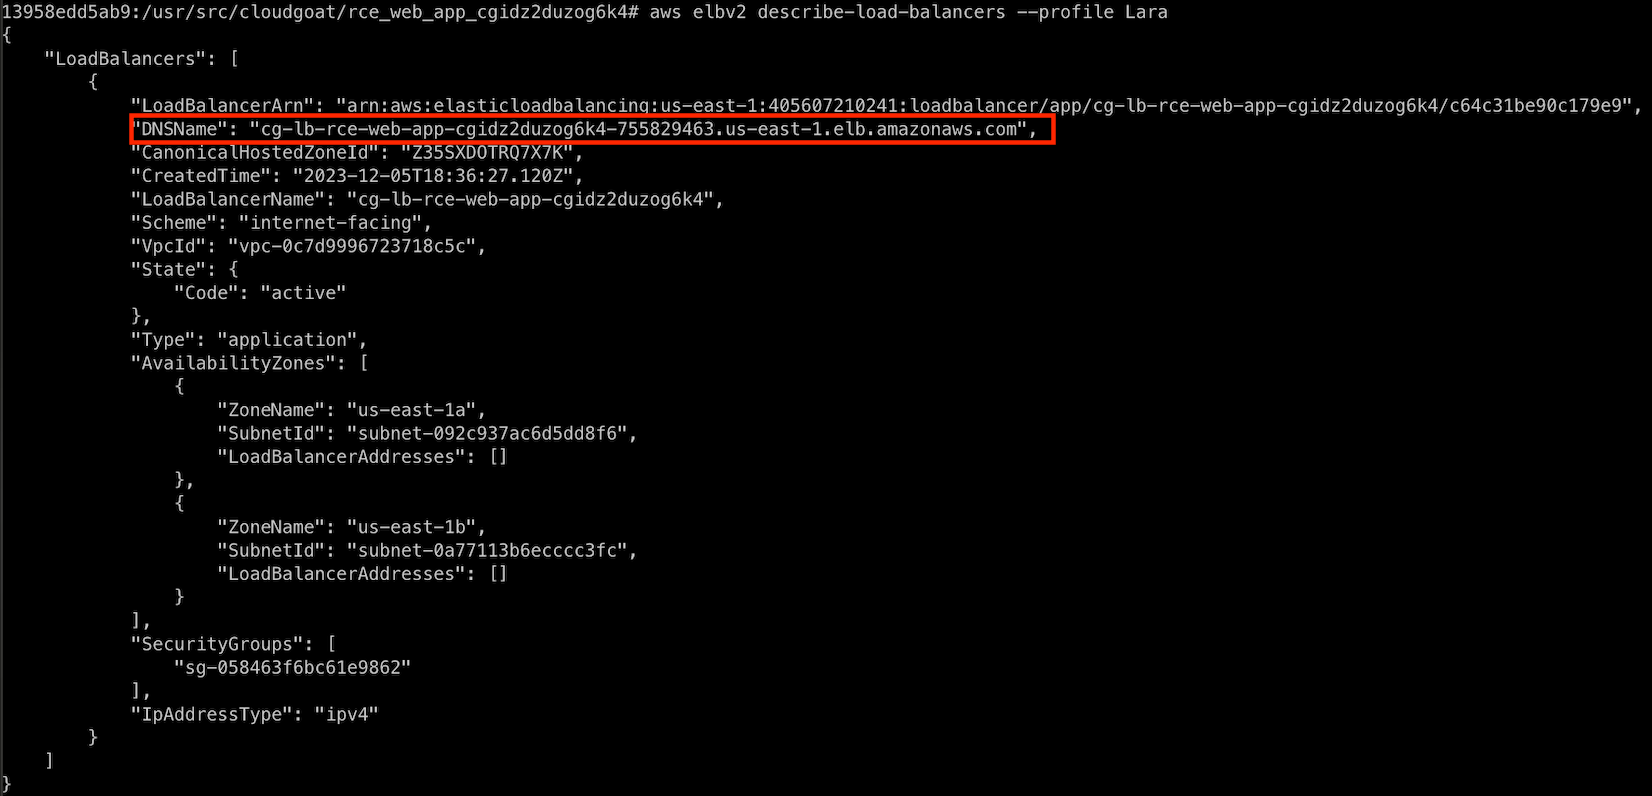 13958edd5ab9:/usr/src/cloudgoat/rce_web_app_cgidz2duzog6k4# aws elbv2 describe-load-balancers --profile Lara
{
    "LoadBalancers": [
        {
            "LoadBalancerArn": "arn:aws:elasticloadbalancing:us-east-1:405607210241:loadbalancer/app/cg-lb-rce-web-app-cgidz2duzog6k4/c64c31be90c179e9",
            "DNSName": "cg-lb-rce-web-app-cgidz2duzog6k4-755829463.us-east-1.elb.amazonaws.com",
            "CanonicalHostedZoneId": "Z35SXDOTRQ7X7K",
            "CreatedTime": "2023-12-05T18:36:27.120Z",
            "LoadBalancerName": "cg-lb-rce-web-app-cgidz2duzog6k4",
            "Scheme": "internet-facing",
            "VpcId": "vpc-0c7d9996723718c5c",
            "State": {
                "Code": "active"
            },
            "Type": "application",
            "AvailabilityZones": [
                {
                    "ZoneName": "us-east-1a",
                    "SubnetId": "subnet-092c937ac6d5dd8f6",
                    "LoadBalancerAddresses": []
                },
                {
                    "ZoneName": "us-east-1b",
                    "SubnetId": "subnet-0a77113b6ecccc3fc",
                    "LoadBalancerAddresses": []
                }
            ],
            "SecurityGroups": [
                "sg-058463f6bc61e9862"
            ],
            "IpAddressType": "ipv4"
        }
    ]
}